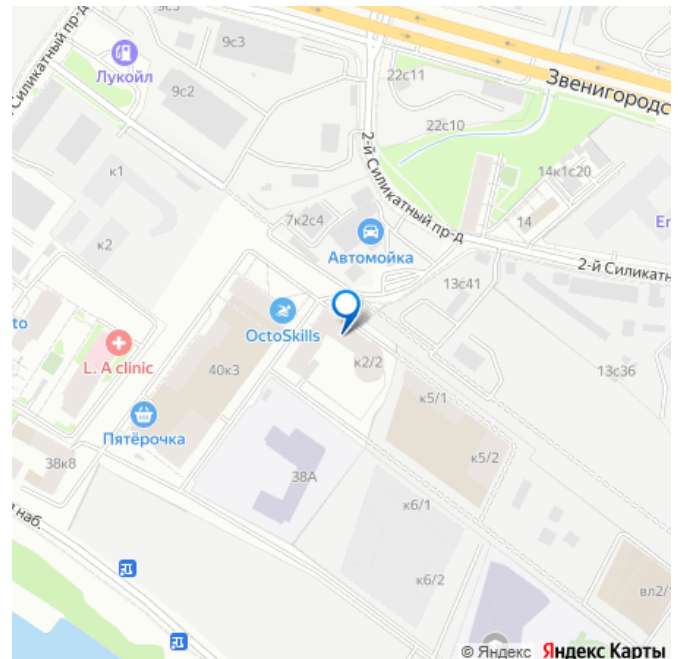 9с3
Лукойл
9с2
22с11
Звенигородс
Силикатный пр-д
22с10
2-й Силикатный пр-д
к1
14к1с20
7к2с4
14
Er
к2
Автомойка
2-й Силикатн
13с41
to
OctoSkills
L. A clinic
40к3
к2/2
13с36
к5/1
Пятёрочка
к5/2
38к8
38А
к6/1
я наб.
к6/2
вл2/1
© Яндекс Яндекс Карты